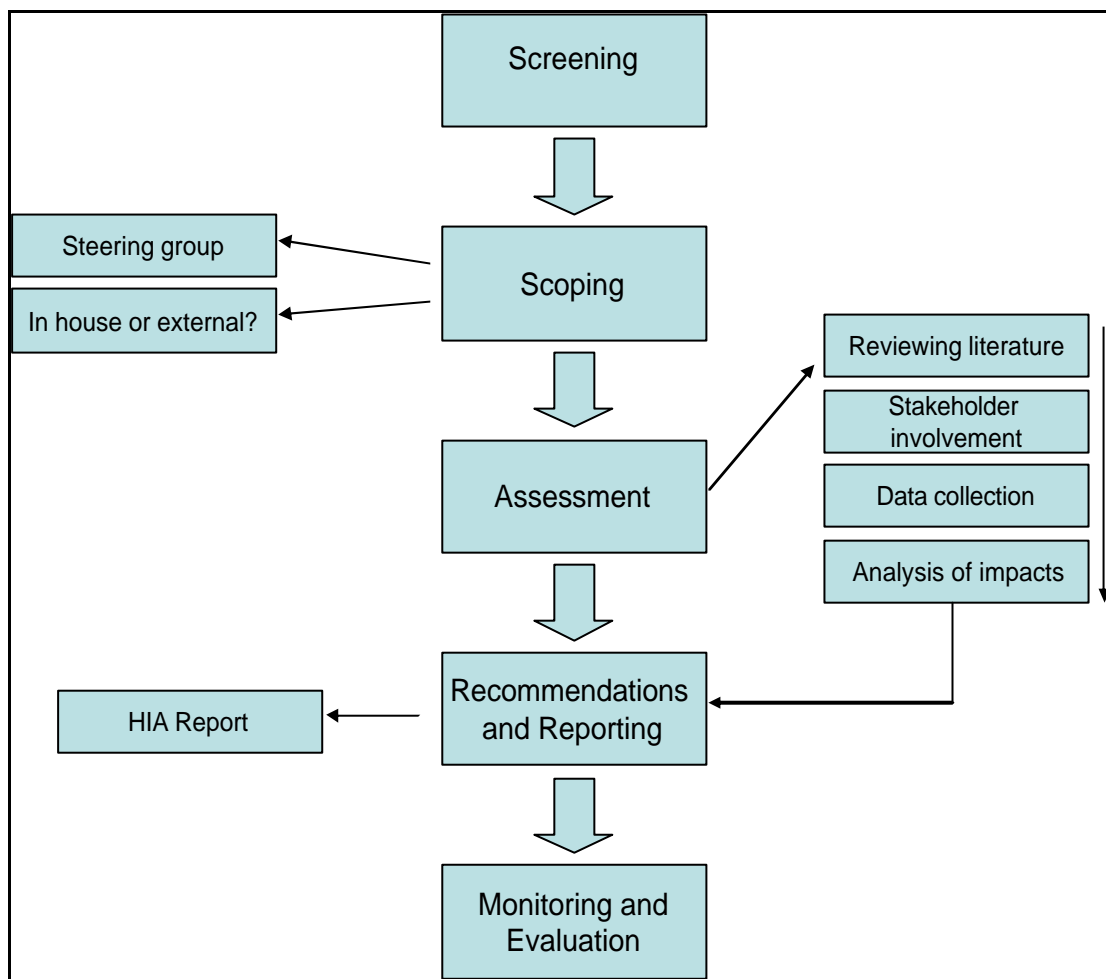 Screening
Steering group
Scoping
In house or external?
Reviewing literature
Stakeholder
involvement
Assessment
Data collection
Analysis of impacts
Recommendations
and Reporting
HIA Report
Monitoring and
Evaluation